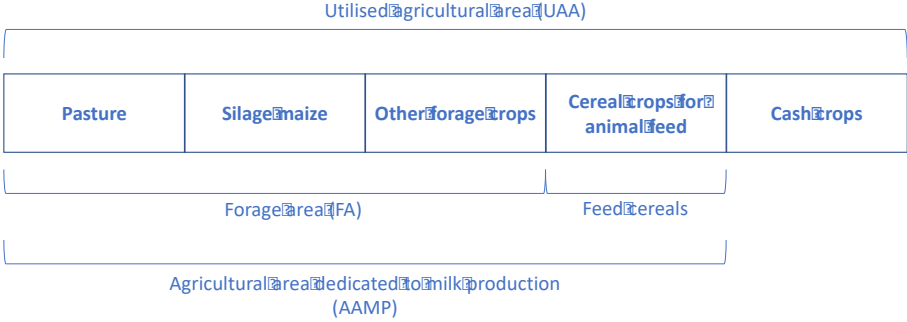 Utilised agricultural area (UAA)
Pasture
Silage maize
Other forage crops
Cereal crops for
animal feed
Cash crops
Forage area (FA)
Feed cereals
Agricultural area dedicated to milk production
(AAMP)